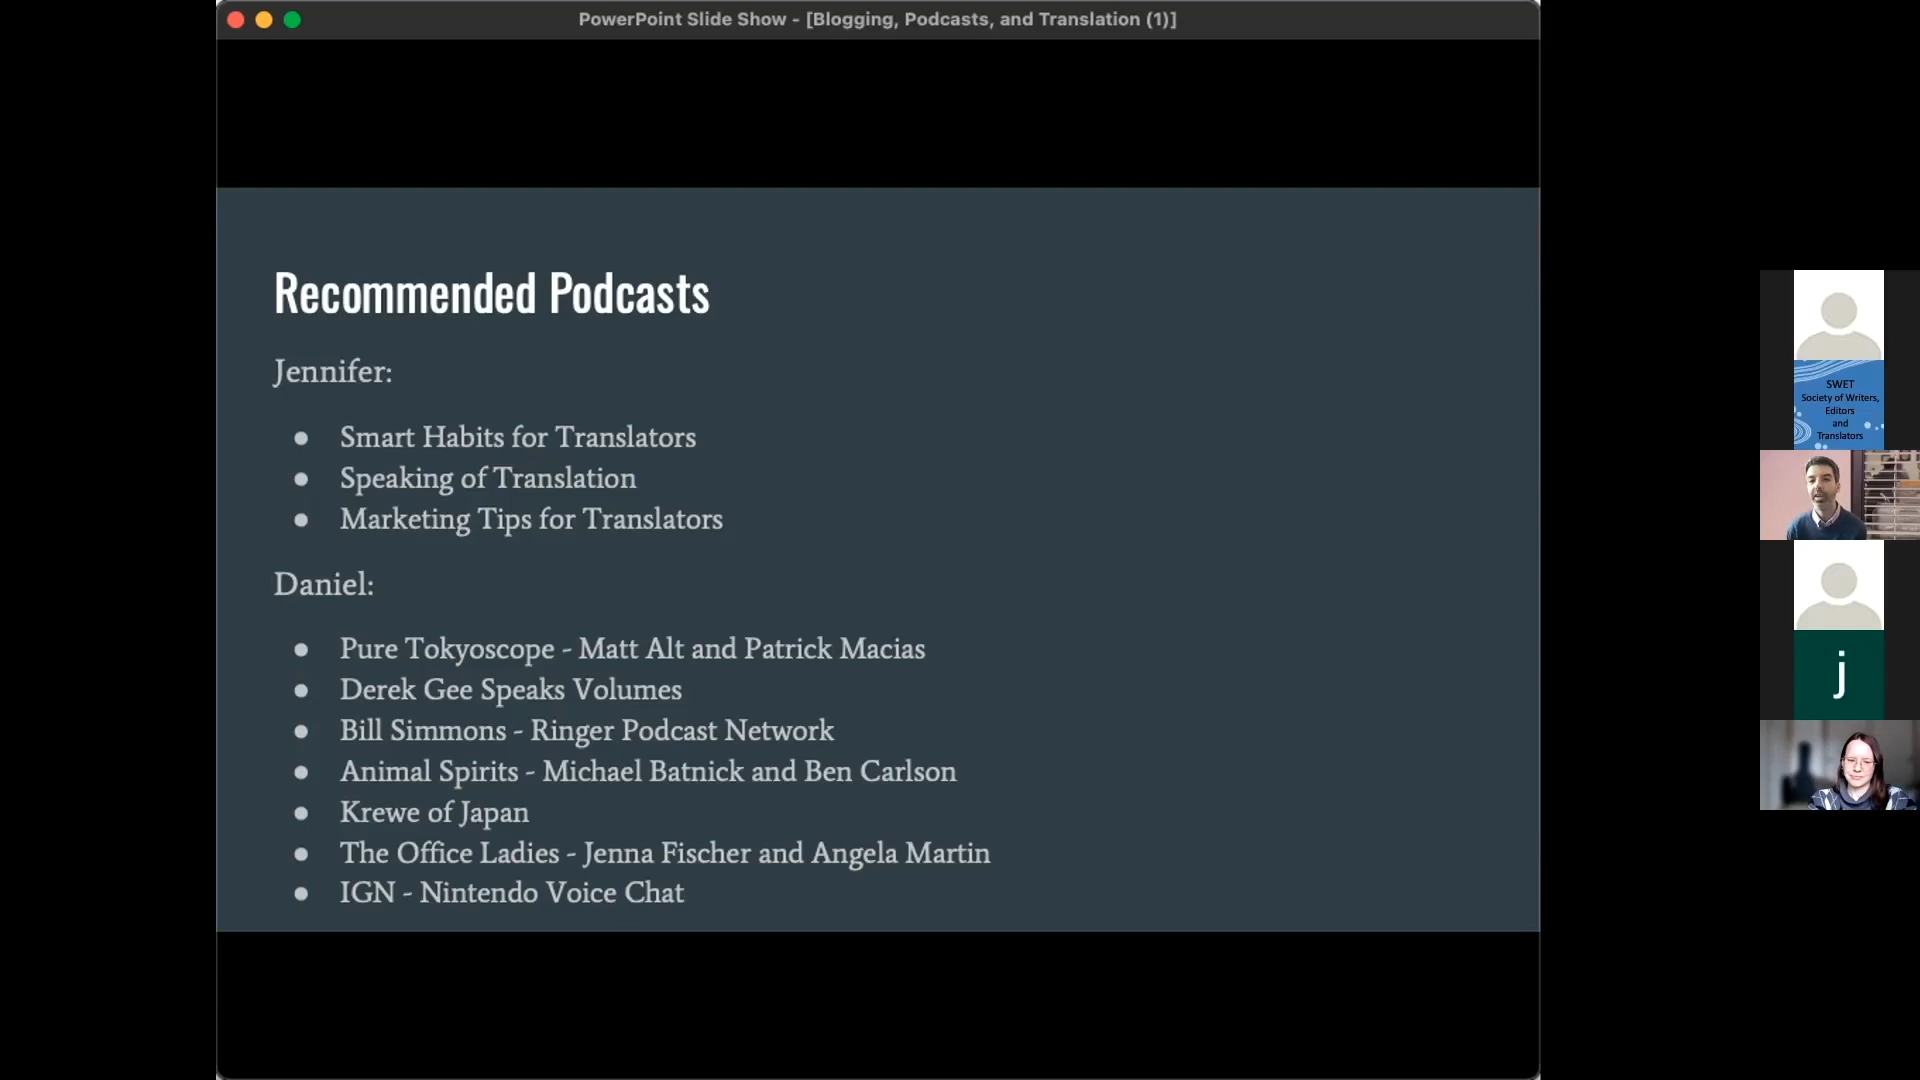 PowerPoint Slide Show - [Blogging, Podcasts, and Translation (1)]
Recommended Podcasts
Jennifer:
● Smart Habits for Translators
● Speaking of Translation
● Marketing Tips for Translators
Daniel:
● Pure Tokyoscope - Matt Alt and Patrick Macias
● Derek Gee Speaks Volumes
● Bill Simmons - Ringer Podcast Network
● Animal Spirits - Michael Batnick and Ben Carlson
● Krewe of Japan
● The Office Ladies - Jenna Fischer and Angela Martin
● IGN - Nintendo Voice Chat
SWET
Society of Writers,
Editors
and
Translators
j